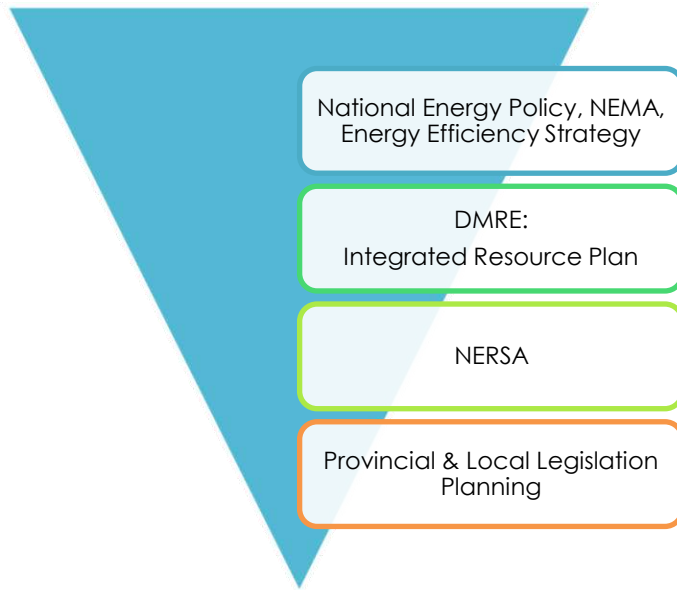 National Energy Policy, NEMA,
Energy Efficiency Strategy
DMRE:
Integrated Resource Plan
NERSA
Provincial & Local Legislation
Planning